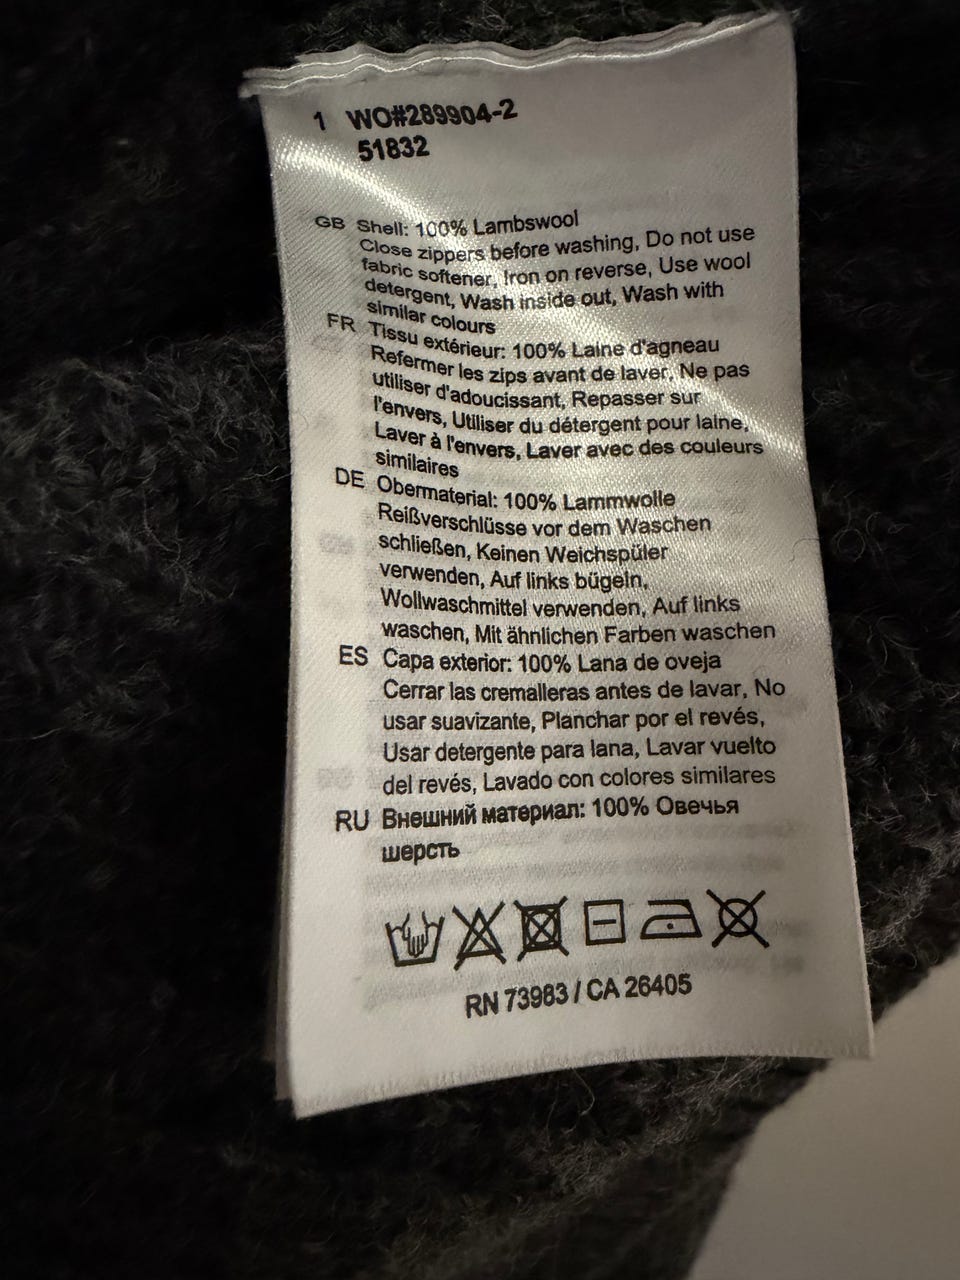 1 WO#289904-2
51832
GB Shell: 100% Lambswool
Close zippers before washing, Do not use
fabric softener, Iron on reverse, Use wool
detergent, Wash inside out, Wash with
similar colours
FR Tissu extérieur: 100% Laine d'agneau
Refermer les zips avant de laver, Ne pas
utiliser d'adoucissant, Repasser sur
l'envers, Utiliser du détergent pour laine,
Laver à l'envers, Laver avec des couleurs
similaires
DE Obermaterial: 100% Lammwolle
Reißverschlüsse vor dem Waschen
schließen, Keinen Weichspüler
verwenden, Auf links bügeln,
Wollwaschmittel verwenden, Auf links
waschen, Mit ähnlichen Farben waschen
ES Capa exterior: 100% Lana de oveja
Cerrar las cremalleras antes de lavar, No
usar suavizante, Planchar por el revés,
Usar detergente para lana, Lavar vuelto
del revés, Lavado con colores similares
RU Внешний материал: 100% Овечья
шерсть
RN 73983 / CA 26405